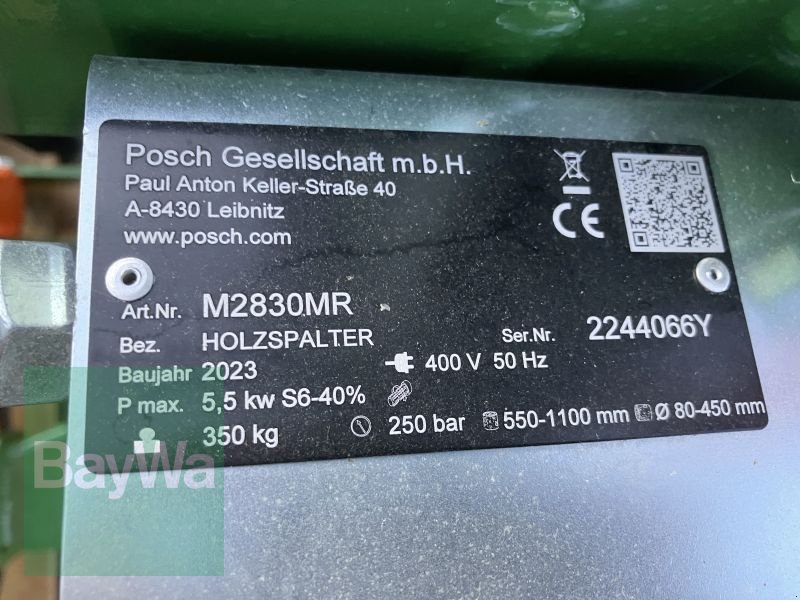 Posch Gesellschaft m.b.H.
Paul Anton Keller-Straße 40
A-8430 Leibnitz
www.posch.com
CE
Art.Nr. M2830MR
Bez. HOLZSPALTER Ser.Nr. 2244066Y
Baujahr 2023 400 V 50 Hz
P max. 5,5 kw S6-40%
350 kg 250 bar 550-1100 mm Ø 80-450 mm
BayWa